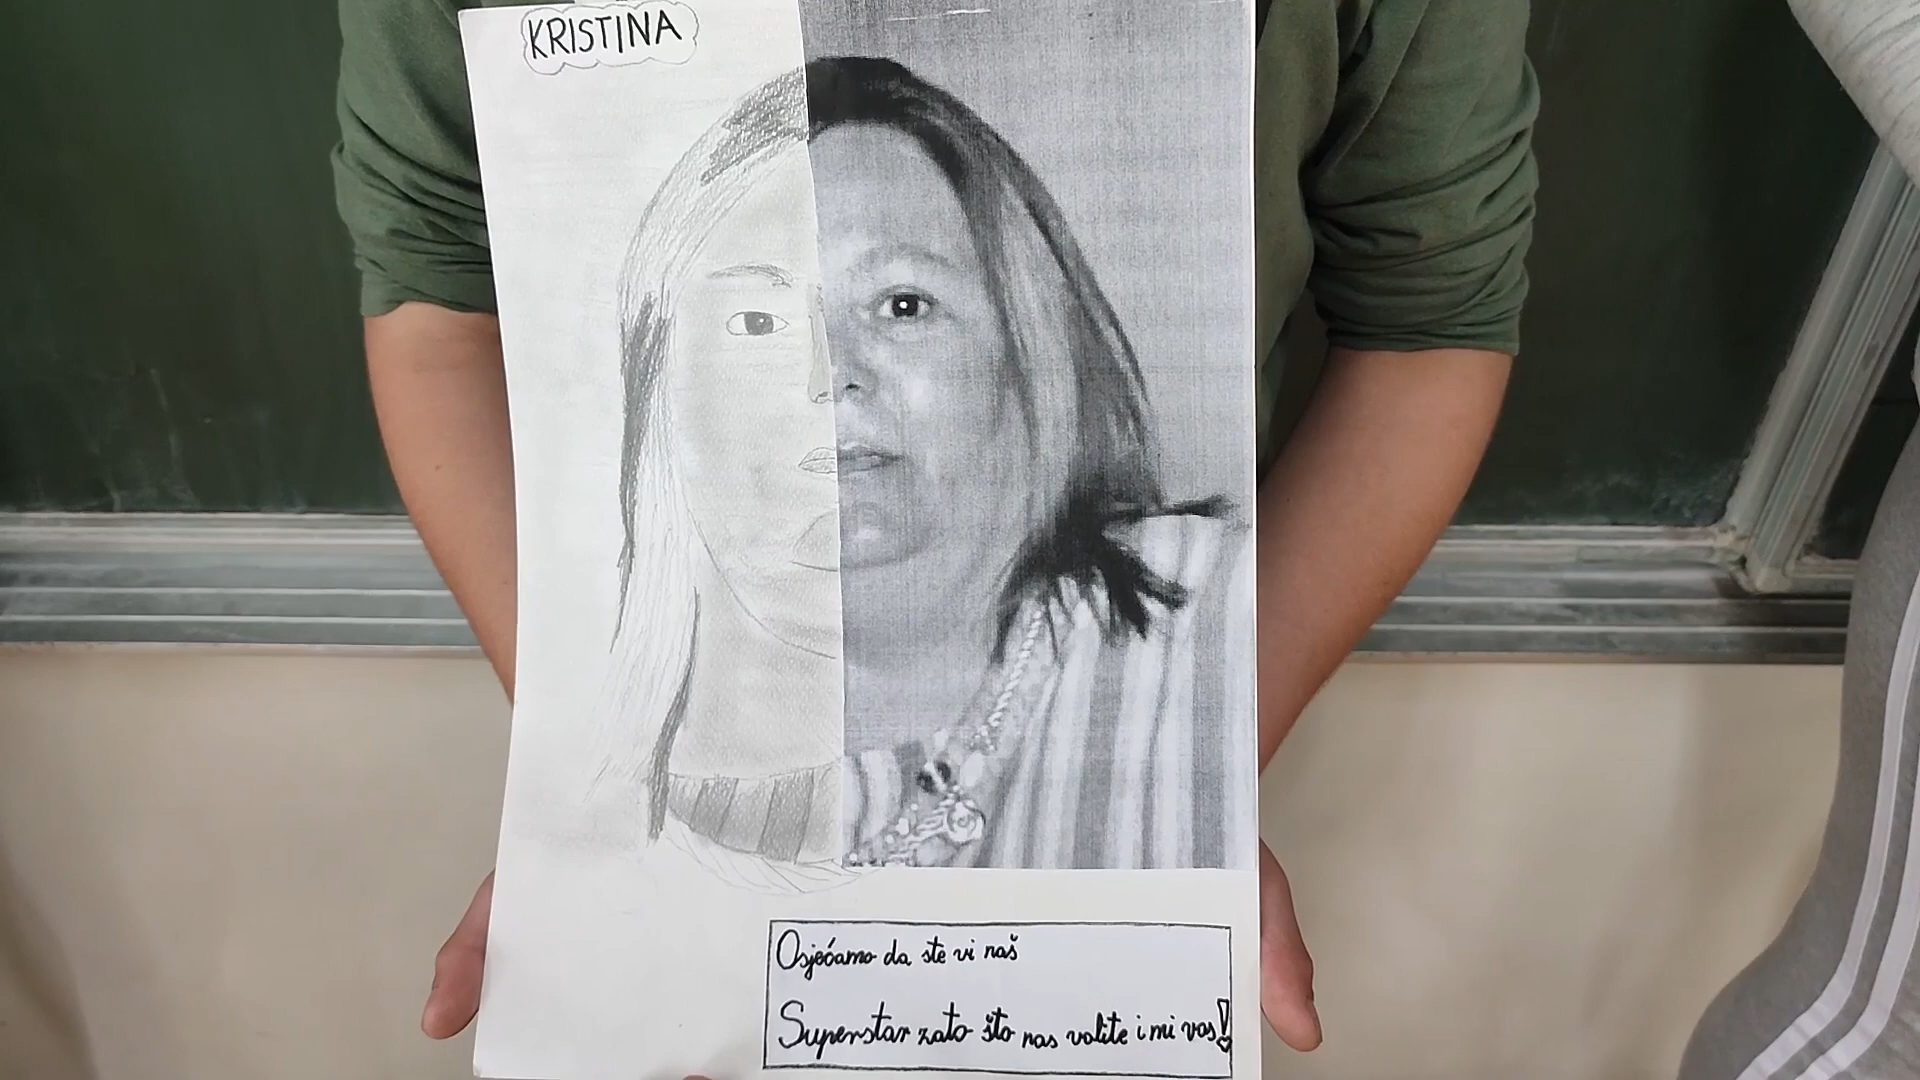 KRISTINA
Osjećamo da ste vi naš
Superstar zato što nas volite i mi vas!